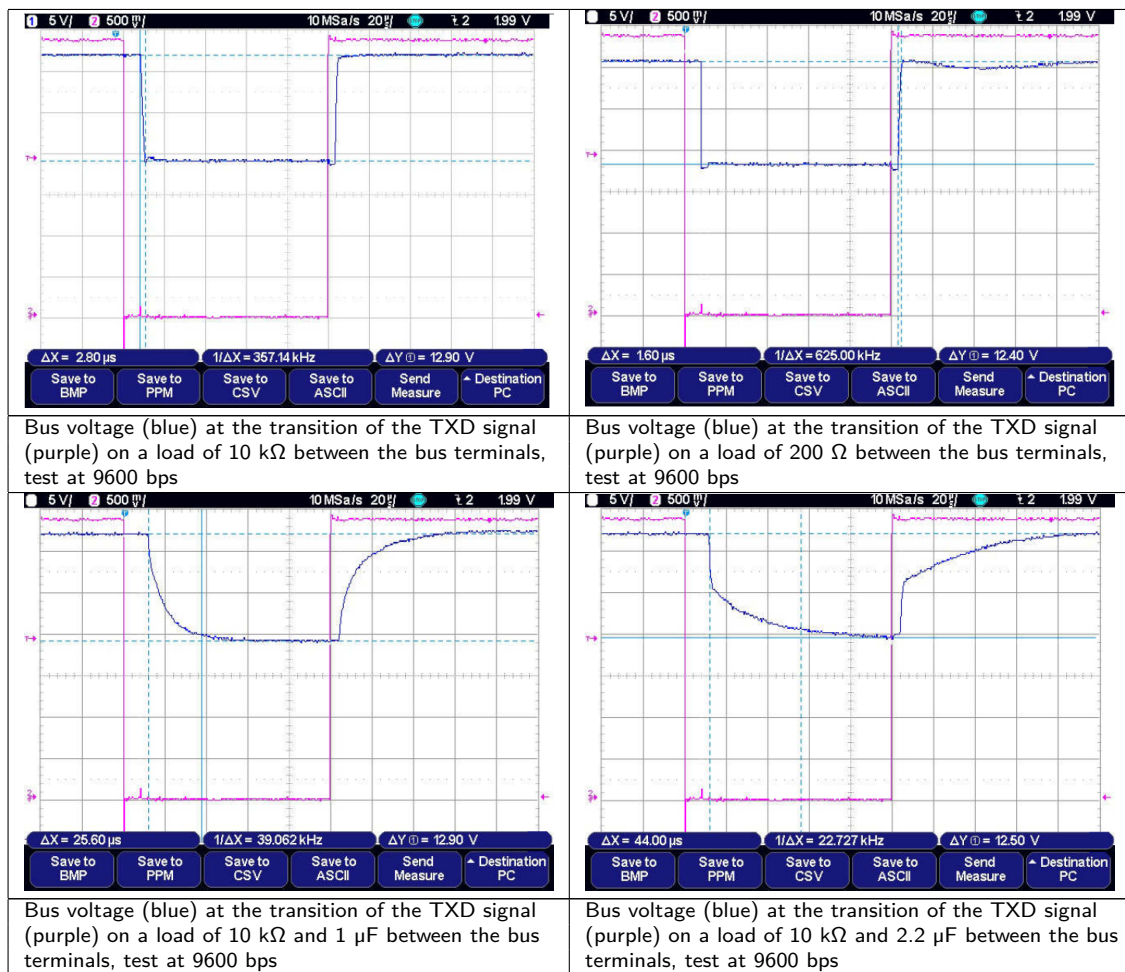 1 5 V/ 2 500 mV/ 10 MSa/s 20 µs/ STOP 2 1.99 V
ΔX = 2.80 µs 1/ΔX = 357.14 kHz ΔY 1 = 12.90 V
Save to BMP Save to PPM Save to CSV Save to ASCII Send Measure Destination PC
Bus voltage (blue) at the transition of the TXD signal
(purple) on a load of 10 kΩ between the bus terminals,
test at 9600 bps
5 V/ 2 500 mV/ 10 MSa/s 20 µs/ STOP 2 1.99 V
ΔX = 1.60 µs 1/ΔX = 625.00 kHz ΔY 1 = 12.40 V
Save to BMP Save to PPM Save to CSV Save to ASCII Send Measure Destination PC
Bus voltage (blue) at the transition of the TXD signal
(purple) on a load of 200 Ω between the bus terminals,
test at 9600 bps
5 V/ 2 500 mV/ 10 MSa/s 20 µs/ 2 1.99 V
ΔX = 25.60 µs 1/ΔX = 39.062 kHz ΔY 1 = 12.90 V
Save to BMP Save to PPM Save to CSV Save to ASCII Send Measure Destination PC
Bus voltage (blue) at the transition of the TXD signal
(purple) on a load of 10 kΩ and 1 µF between the bus
terminals, test at 9600 bps
5 V/ 2 500 mV/ 10 MSa/s 20 µs/ 2 1.99 V
ΔX = 44.00 µs 1/ΔX = 22.727 kHz ΔY 1 = 12.50 V
Save to BMP Save to PPM Save to CSV Save to ASCII Send Measure Destination PC
Bus voltage (blue) at the transition of the TXD signal
(purple) on a load of 10 kΩ and 2.2 µF between the bus
terminals, test at 9600 bps